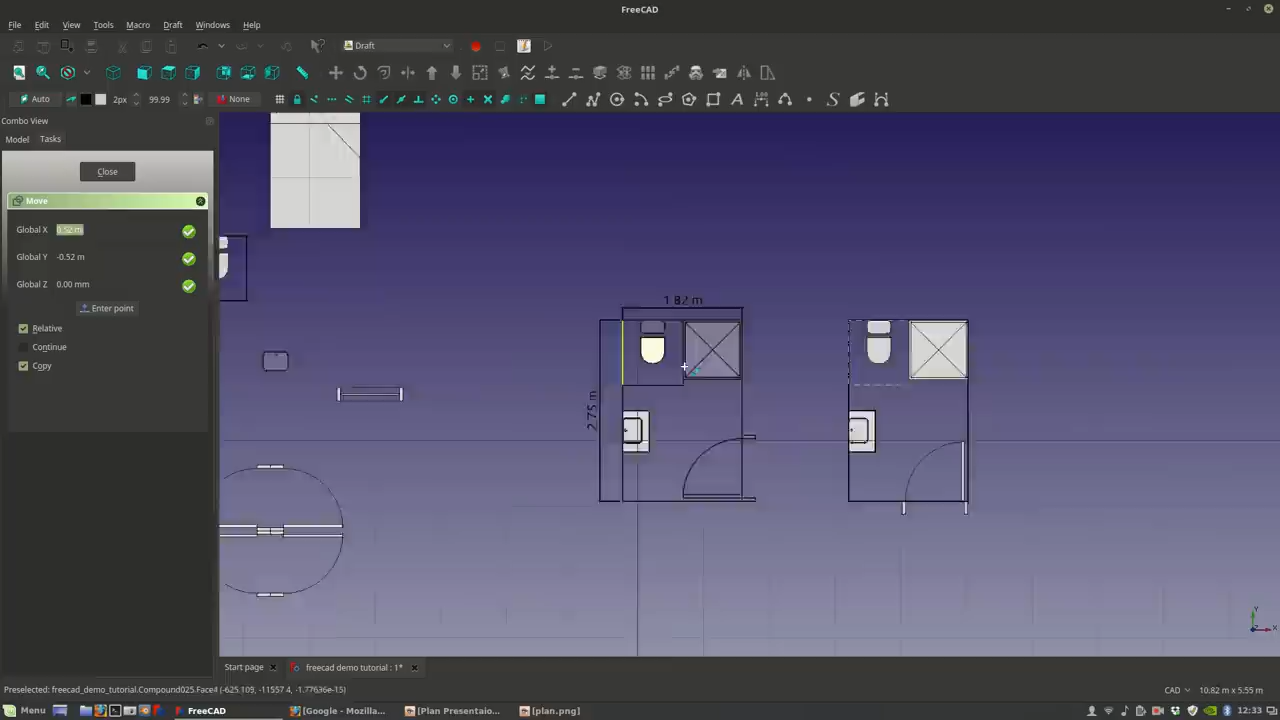 FreeCAD
File Edit View Tools Macro Draft Windows Help
Draft
Auto 2px 99.99 None
Combo View
Model Tasks
Close
Move
Global X 0.52 m
Global Y -0.52 m
Global Z 0.00 mm
Enter point
Relative
Continue
Copy
1.82 m
2.75 m
Start page freecad demo tutorial : 1*
Preselected: freecad_demo_tutorial.Compound025.Face4 (-625.109, -11557.4, -1.77636e-15) CAD 10.82 m x 5.55 m
Menu FreeCAD [Google - Mozilla... [Plan Presentaio... [plan.png] 12:33